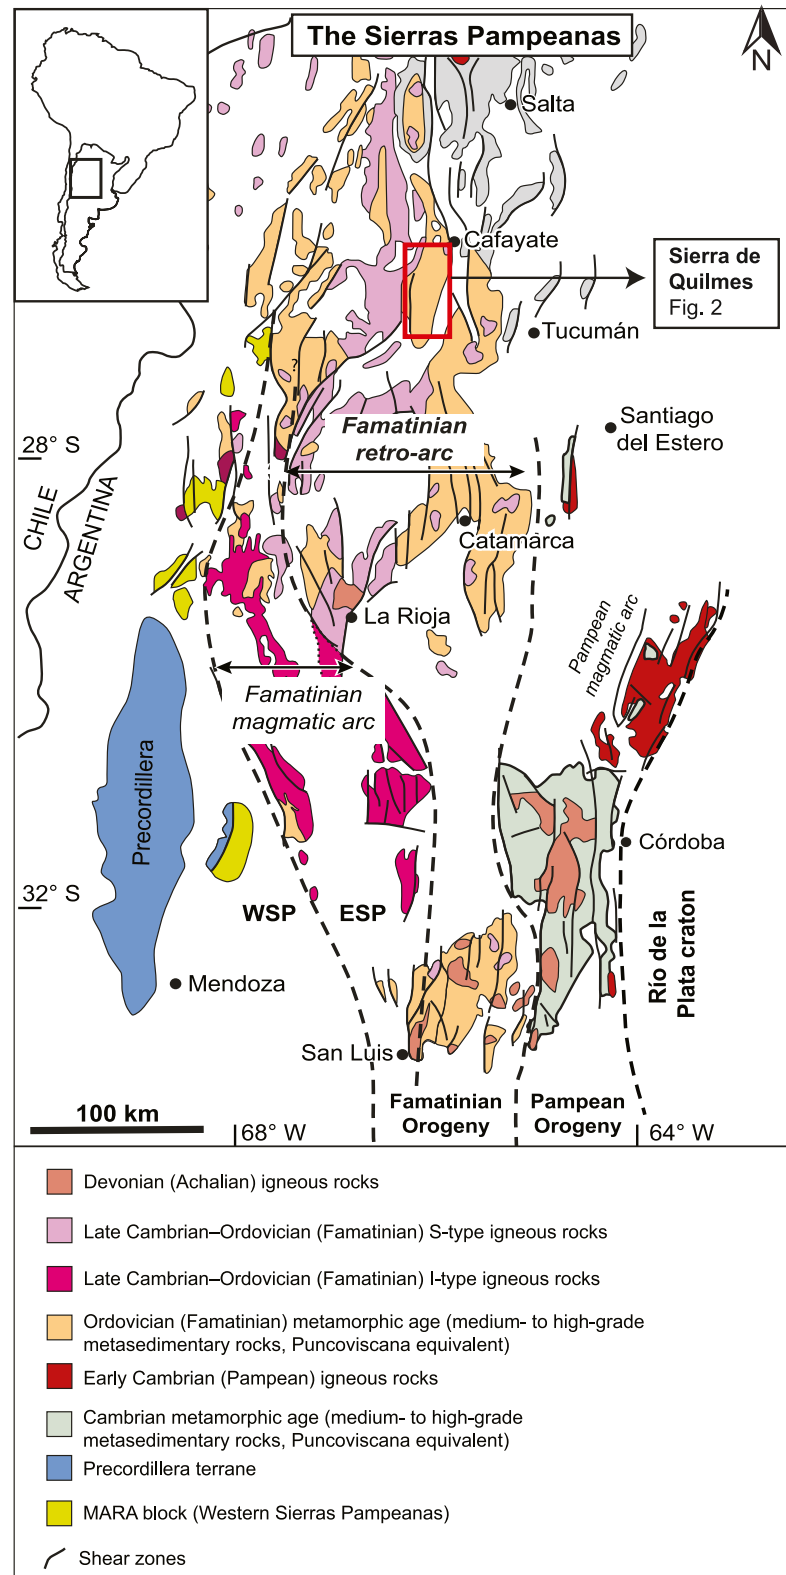 The Sierras Pampeanas
N
Salta
Cafayate
Sierra de
Quilmes
Fig. 2
Tucumán
?
Santiago
del Estero
28° S
Famatinian
retro-arc
CHILE
ARGENTINA
Catamarca
La Rioja
Pampean
magmatic arc
Famatinian
magmatic arc
Precordillera
Córdoba
32° S
WSP
ESP
Río de la
Plata craton
Mendoza
San Luis
100 km
68° W
Famatinian
Orogeny
Pampean
Orogeny
64° W
Devonian (Achalian) igneous rocks
Late Cambrian–Ordovician (Famatinian) S-type igneous rocks
Late Cambrian–Ordovician (Famatinian) I-type igneous rocks
Ordovician (Famatinian) metamorphic age (medium- to high-grade
metasedimentary rocks, Puncoviscana equivalent)
Early Cambrian (Pampean) igneous rocks
Cambrian metamorphic age (medium- to high-grade
metasedimentary rocks, Puncoviscana equivalent)
Precordillera terrane
MARA block (Western Sierras Pampeanas)
Shear zones